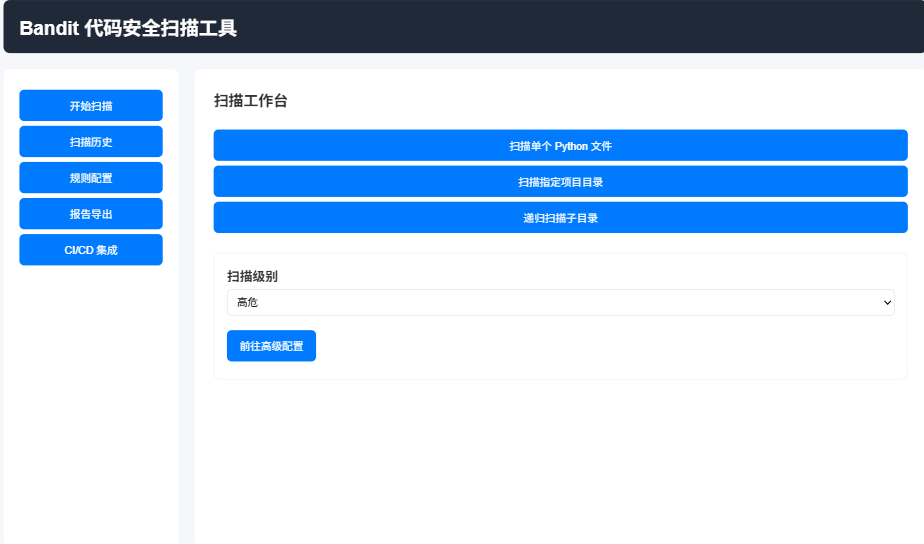 Bandit 代码安全扫描工具
开始扫描
扫描历史
规则配置
报告导出
CI/CD 集成
扫描工作台
扫描单个 Python 文件
扫描指定项目目录
递归扫描子目录
扫描级别
高危
前往高级配置